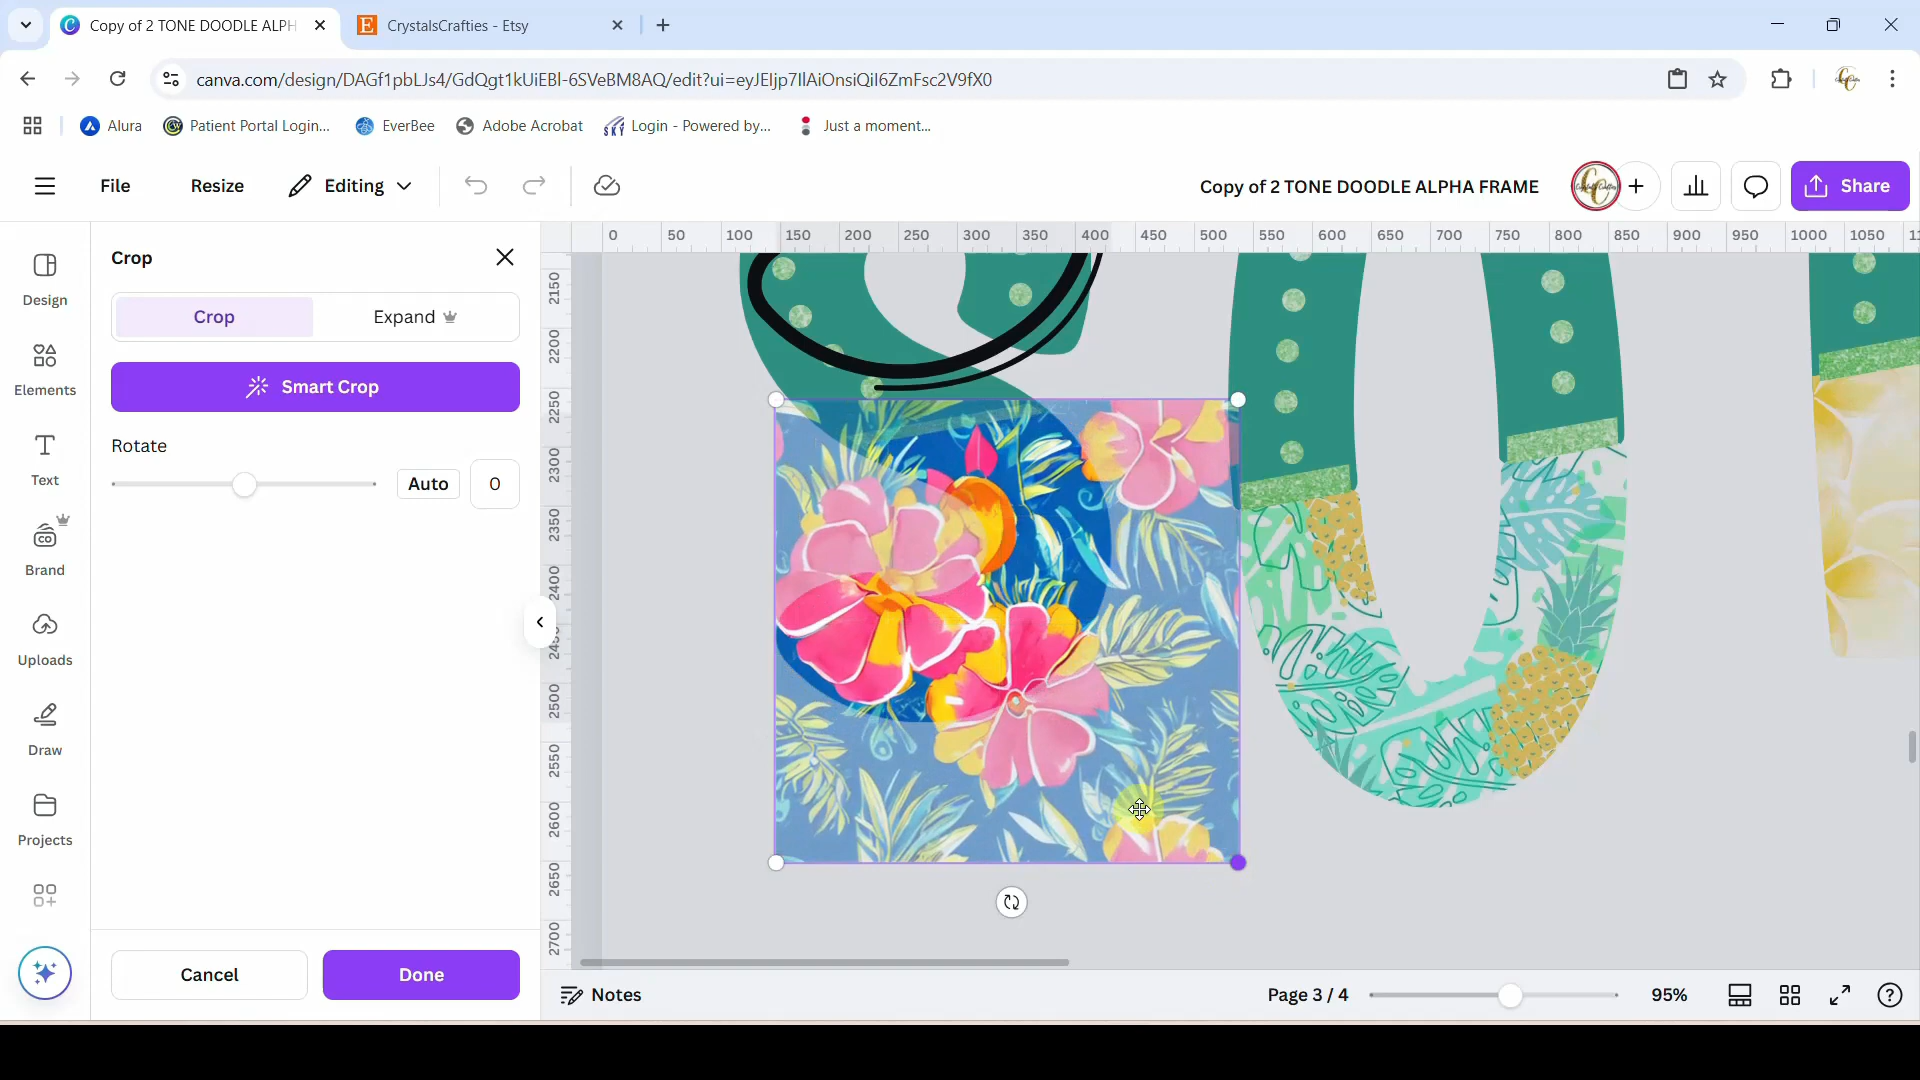 Copy of 2 TONE DOODLE ALPH
CrystalsCrafties - Etsy
canva.com/design/DAGf1pbLJs4/GdQgt1kUiEBl-6SVeBM8AQ/edit?ui=eyJEIjp7IlAiOnsiQiI6ZmFsc2V9fX0
Alura
Patient Portal Login...
EverBee
Adobe Acrobat
Login - Powered by...
Just a moment...
File
Resize
Editing
Copy of 2 TONE DOODLE ALPHA FRAME
Share
0 50 100 150 200 250 300 350 400 450 500 550 600 650 700 750 800 850 900 950 1000 1050
Design
Elements
Text
Brand
Uploads
Draw
Projects
Crop
Crop
Expand
Smart Crop
Rotate
Auto
0
Cancel
Done
2150
2200
2250
2300
2350
2400
2500
2550
2600
2650
2700
Notes
Page 3 / 4
95%